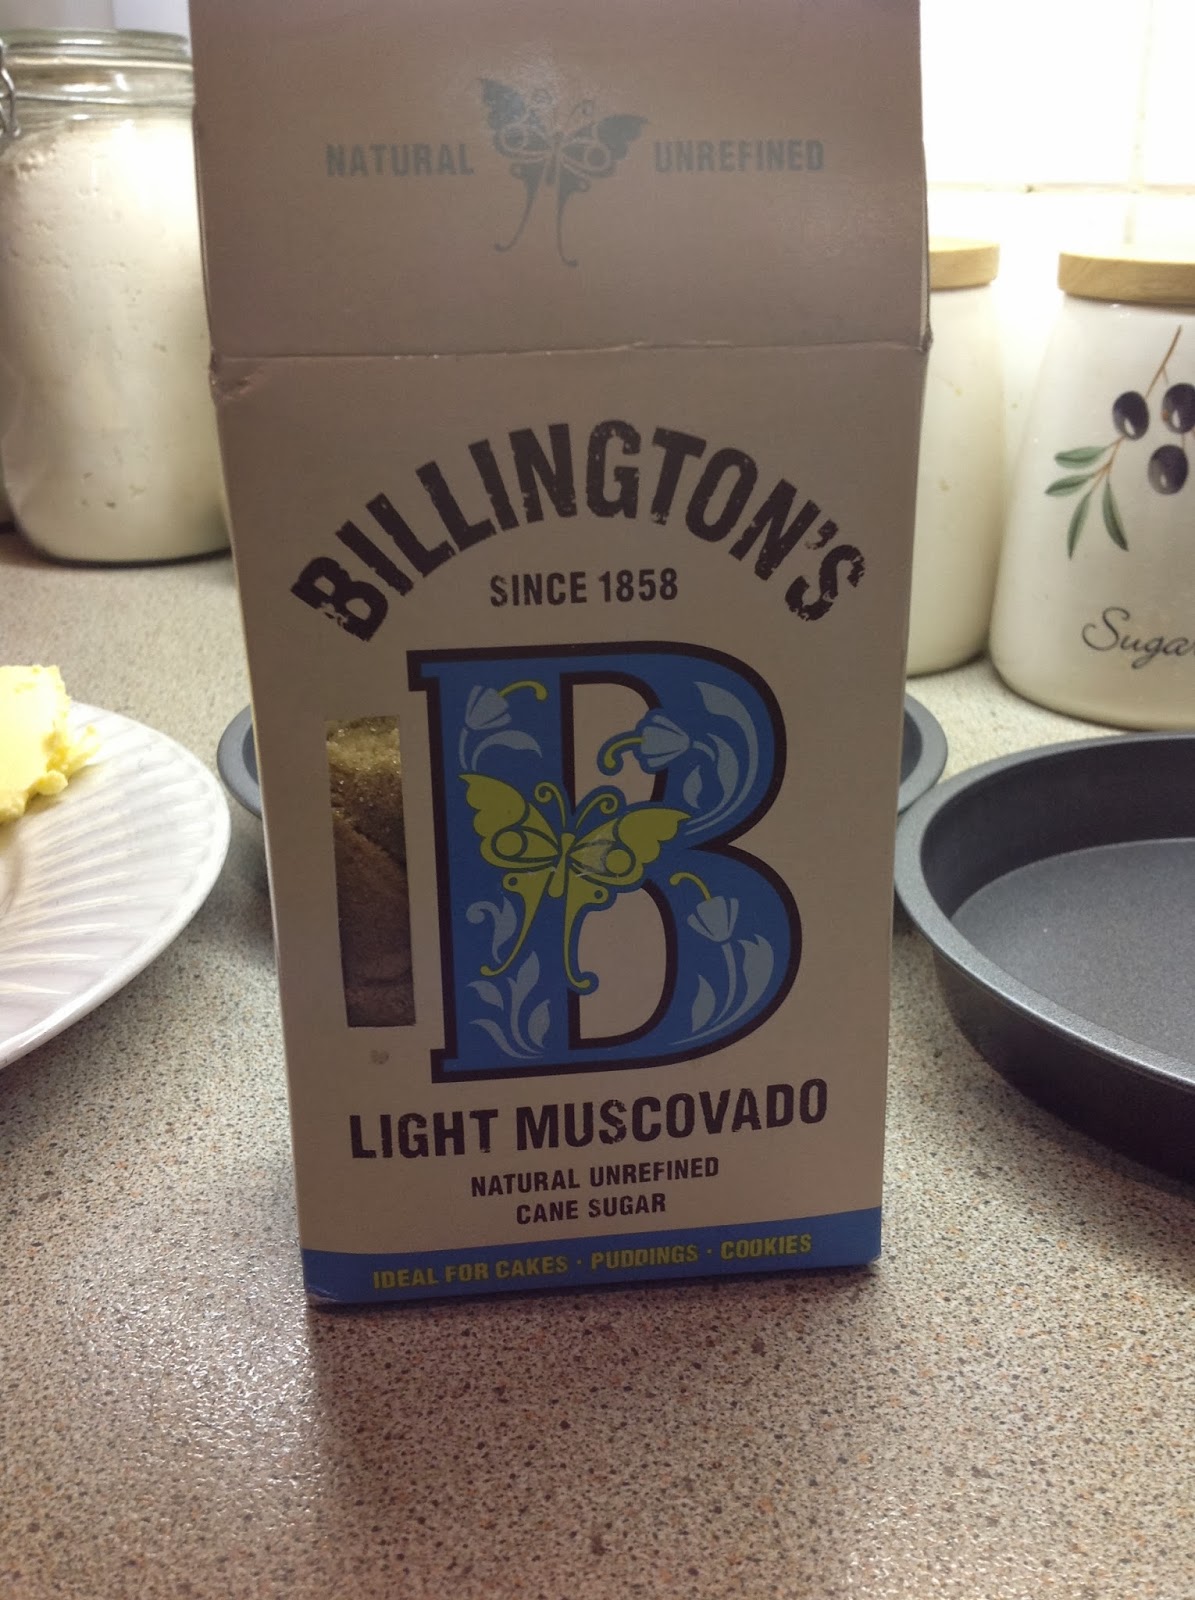 NATURAL UNREFINED
BILLINGTON'S
SINCE 1858
B
LIGHT MUSCOVADO
NATURAL UNREFINED
CANE SUGAR
IDEAL FOR CAKES · PUDDINGS · COOKIES
Sugar